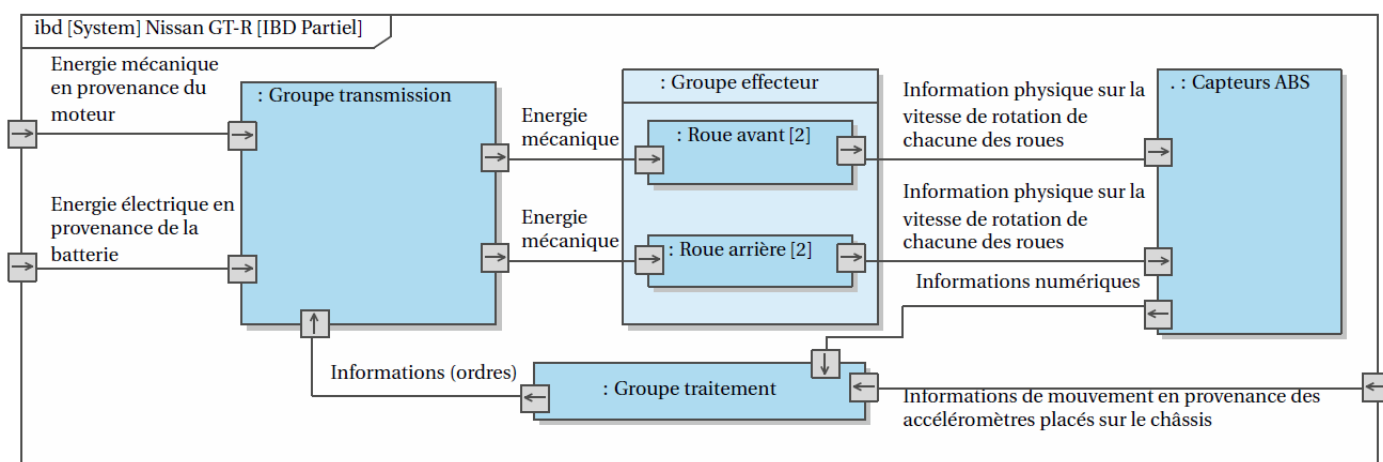 ibd [System] Nissan GT-R [IBD Partiel]
Energie mécanique
en provenance du
moteur
: Groupe transmission
Energie électrique en
provenance de la
batterie
Energie
mécanique
Energie
mécanique
: Groupe effecteur
: Roue avant [2]
: Roue arrière [2]
Information physique sur la
vitesse de rotation de
chacune des roues
Information physique sur la
vitesse de rotation de
chacune des roues
. : Capteurs ABS
Informations numériques
Informations (ordres)
: Groupe traitement
Informations de mouvement en provenance des
accéléromètres placés sur le châssis